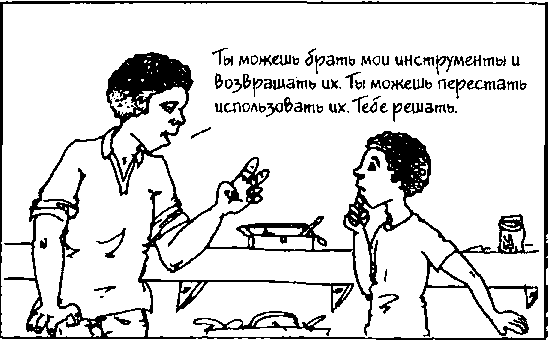 Ты можешь брать мои инструменты и
возвращать их. Ты можешь перестать
использовать их. Тебе решать.